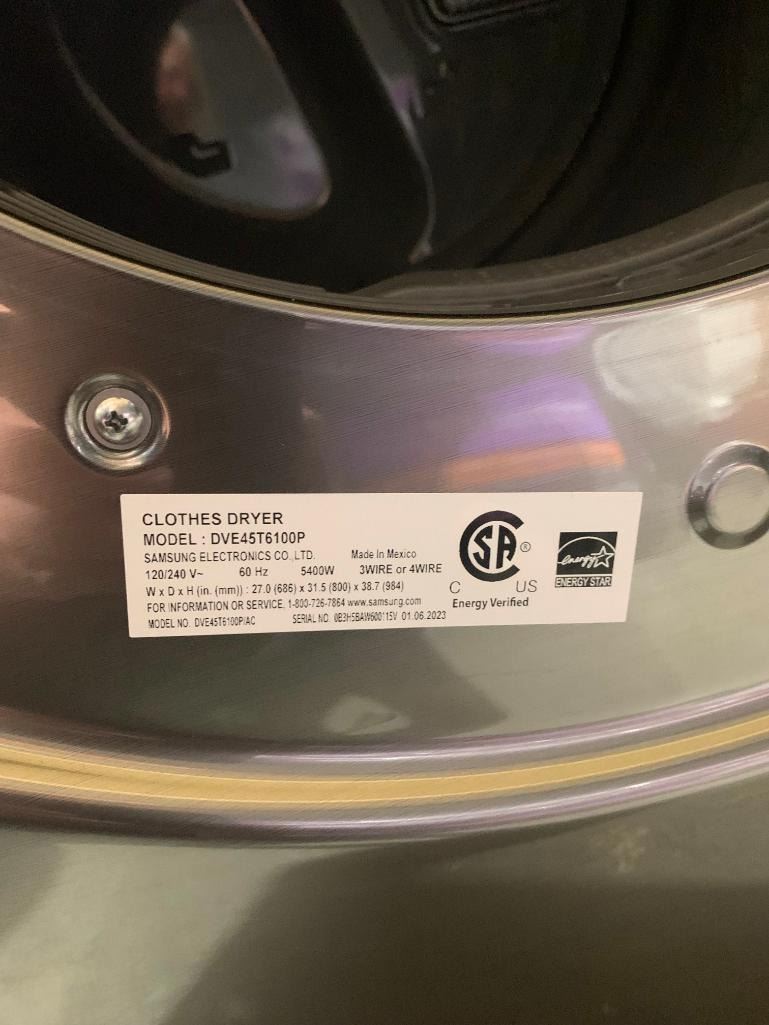 CLOTHES DRYER
MODEL : DVE45T6100P
SAMSUNG ELECTRONICS CO.,LTD. Made In Mexico
120/240 V~ 60 Hz 5400W 3WIRE or 4WIRE
W x D x H (in. (mm)) : 27.0 (686) x 31.5 (800) x 38.7 (984)
FOR INFORMATION OR SERVICE, 1-800-726-7864 www.samsung.com
MODEL NO. DVE45T6100P/AC SERIAL NO. 0B3H5BAW600115V 01.06.2023
SA ®
C US
Energy Verified
energy
ENERGY STAR